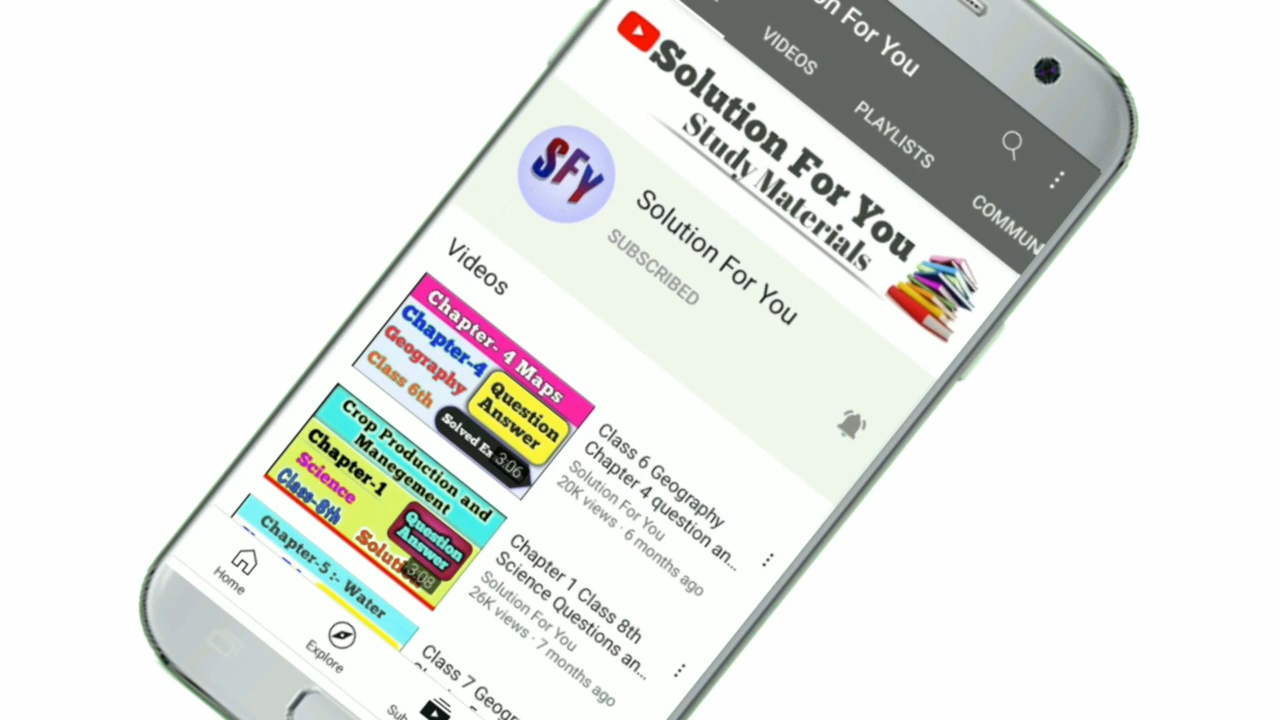 on For You
VIDEOS
PLAYLISTS
COMMUN
Solution For You
Study Materials
SFY
Solution For You
SUBSCRIBED
Videos
Chapter- 4 Maps
Chapter-4
Geography
Class 6th
Question
Answer
Solved Ex
3:06
Class 6 Geography
Chapter 4 question an...
Solution For You
20K views · 6 months ago
Crop Production and
Manegement
Chapter-1
Science
Class-8th
Question
Answer
Solution
3:08
Chapter 1 Class 8th
Science Questions an...
Solution For You
26K views · 7 months ago
Chapter-5 :- Water
Class 7 Geogr
Home
Explore
Sub